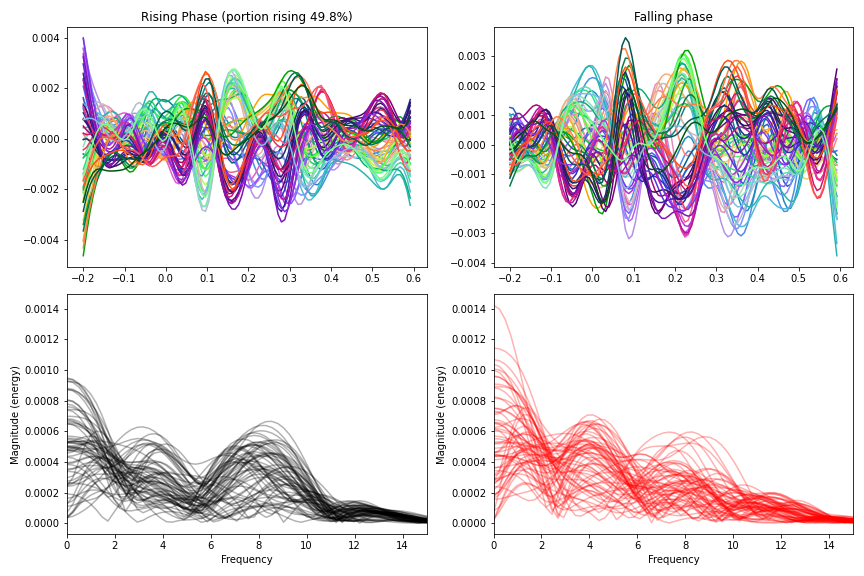 Rising Phase (portion rising 49.8%)
0.004
0.002
0.000
−0.002
−0.004
−0.2 −0.1 0.0 0.1 0.2 0.3 0.4 0.5 0.6
Falling phase
0.003
0.002
0.001
0.000
−0.001
−0.002
−0.003
−0.004
−0.2 −0.1 0.0 0.1 0.2 0.3 0.4 0.5 0.6
Magnitude (energy)
0.0014
0.0012
0.0010
0.0008
0.0006
0.0004
0.0002
0.0000
0 2 4 6 8 10 12 14
Frequency
Magnitude (energy)
0.0014
0.0012
0.0010
0.0008
0.0006
0.0004
0.0002
0.0000
0 2 4 6 8 10 12 14
Frequency